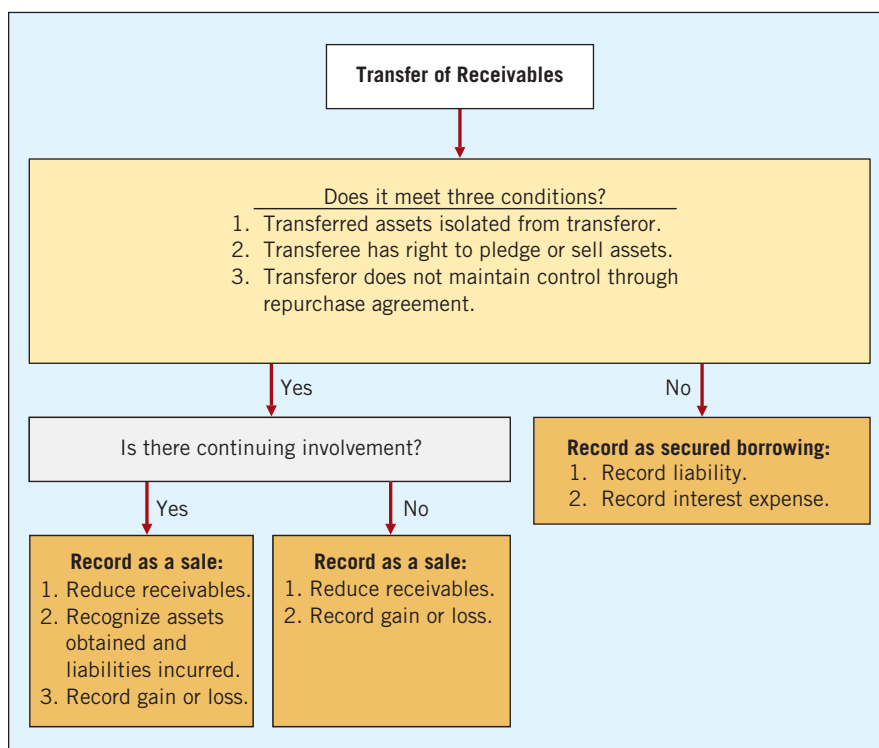 Transfer of Receivables
Does it meet three conditions?
1. Transferred assets isolated from transferor.
2. Transferee has right to pledge or sell assets.
3. Transferor does not maintain control through
repurchase agreement.
Yes
No
Is there continuing involvement?
Record as secured borrowing:
1. Record liability.
2. Record interest expense.
Yes
No
Record as a sale:
1. Reduce receivables.
2. Recognize assets
obtained and
liabilities incurred.
3. Record gain or loss.
Record as a sale:
1. Reduce receivables.
2. Record gain or loss.